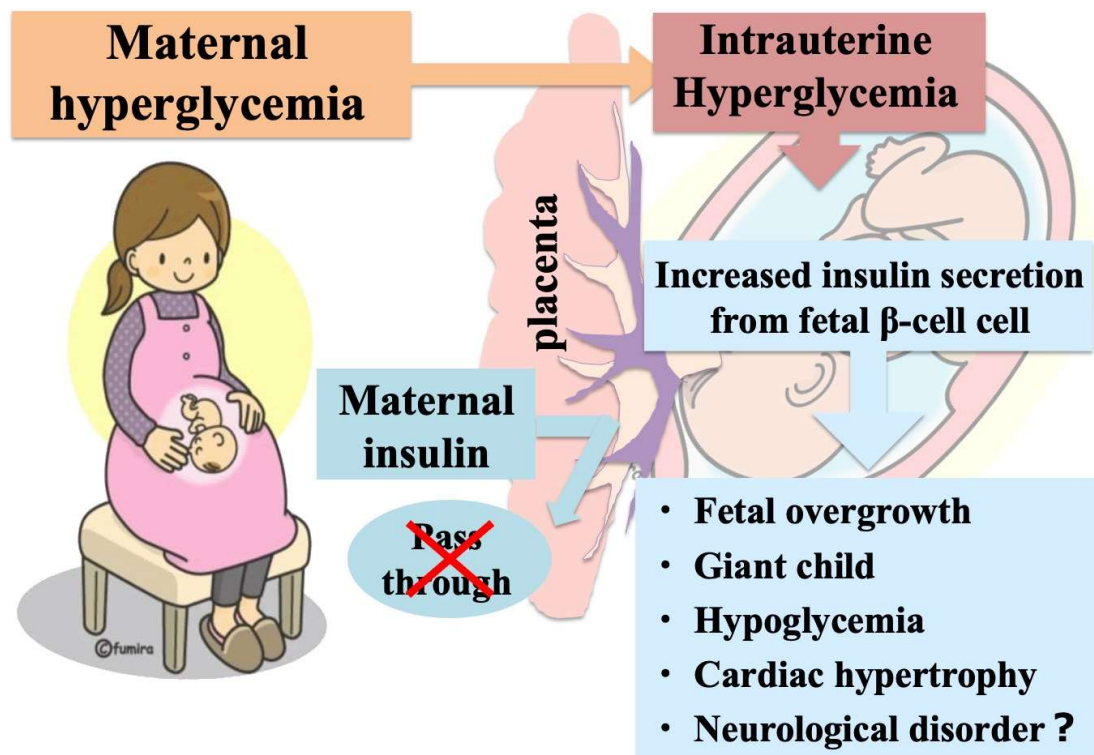 Maternal
hyperglycemia
Intrauterine
Hyperglycemia
placenta
Increased insulin secretion
from fetal β-cell cell
Maternal
insulin
Pass
through
・ Fetal overgrowth
・ Giant child
・ Hypoglycemia
・ Cardiac hypertrophy
・ Neurological disorder ?
©fumira